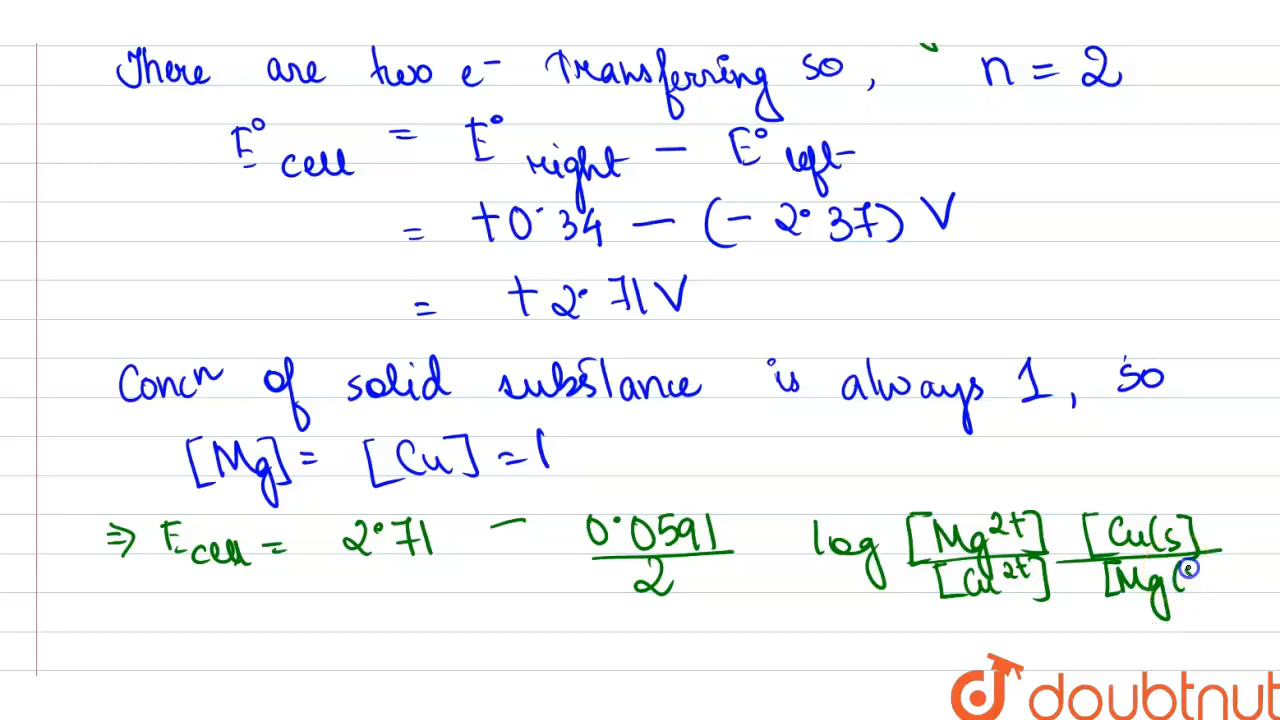 There are two e⁻ transferring so, n = 2
E°cell = E°right − E°left
= +0.34 − (−2.37) V
= +2.71 V
Concn of solid substance is always 1, so
[Mg] = [Cu] = 1
⇒ Ecell = 2.71 − 0.0591/2 log [Mg²⁺]/[Cu²⁺] [Cu(s]/[Mg(
doubtnut